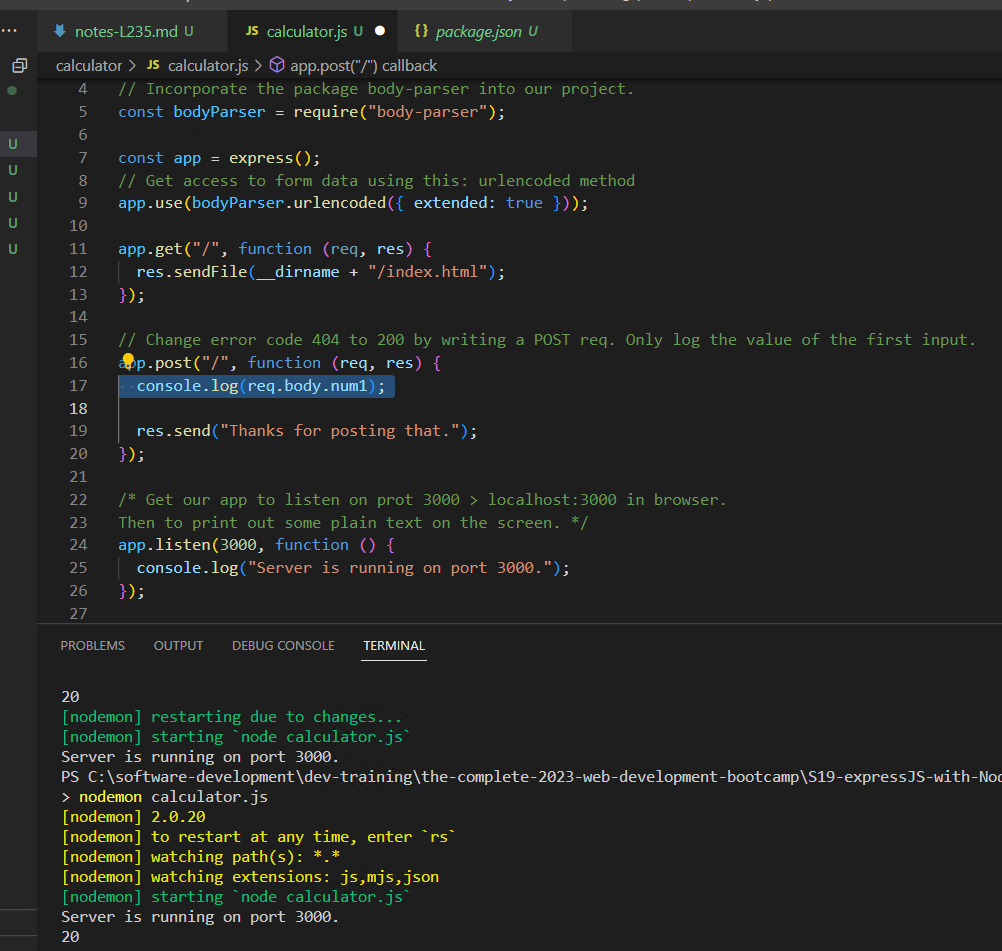 ··· notes-L235.md U JS calculator.js U ● {} package.json U
calculator > JS calculator.js > app.post("/") callback
4 // Incorporate the package body-parser into our project.
5 const bodyParser = require("body-parser");
6
U
7 const app = express();
U
8 // Get access to form data using this: urlencoded method
U
9 app.use(bodyParser.urlencoded({ extended: true }));
U
10
U
11 app.get("/", function (req, res) {
12 res.sendFile(__dirname + "/index.html");
13 });
14
15 // Change error code 404 to 200 by writing a POST req. Only log the value of the first input.
16 app.post("/", function (req, res) {
17 console.log(req.body.num1);
18
19 res.send("Thanks for posting that.");
20 });
21
22 /* Get our app to listen on prot 3000 > localhost:3000 in browser.
23 Then to print out some plain text on the screen. */
24 app.listen(3000, function () {
25 console.log("Server is running on port 3000.");
26 });
27
PROBLEMS OUTPUT DEBUG CONSOLE TERMINAL
20
[nodemon] restarting due to changes...
[nodemon] starting `node calculator.js`
Server is running on port 3000.
PS C:\software-development\dev-training\the-complete-2023-web-development-bootcamp\S19-expressJS-with-Noc
> nodemon calculator.js
[nodemon] 2.0.20
[nodemon] to restart at any time, enter `rs`
[nodemon] watching path(s): *.*
[nodemon] watching extensions: js,mjs,json
[nodemon] starting `node calculator.js`
Server is running on port 3000.
20